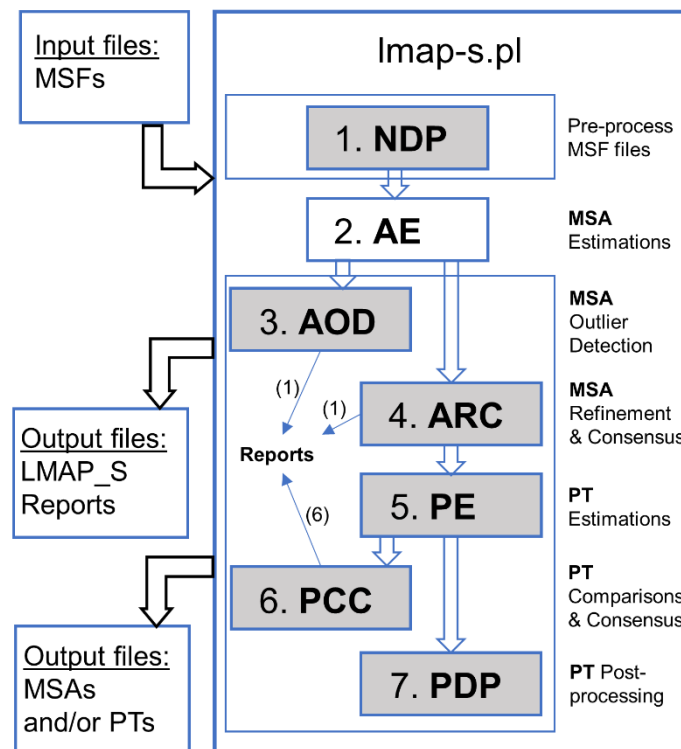 Input files:
MSFs
lmap-s.pl
1. NDP
Pre-process
MSF files
2. AE
MSA
Estimations
3. AOD
MSA
Outlier
Detection
(1)
(1)
4. ARC
MSA
Refinement
& Consensus
Reports
Output files:
LMAP_S
Reports
5. PE
PT
Estimations
(6)
6. PCC
PT
Comparisons
& Consensus
Output files:
MSAs
and/or PTs
7. PDP
PT Post-
processing